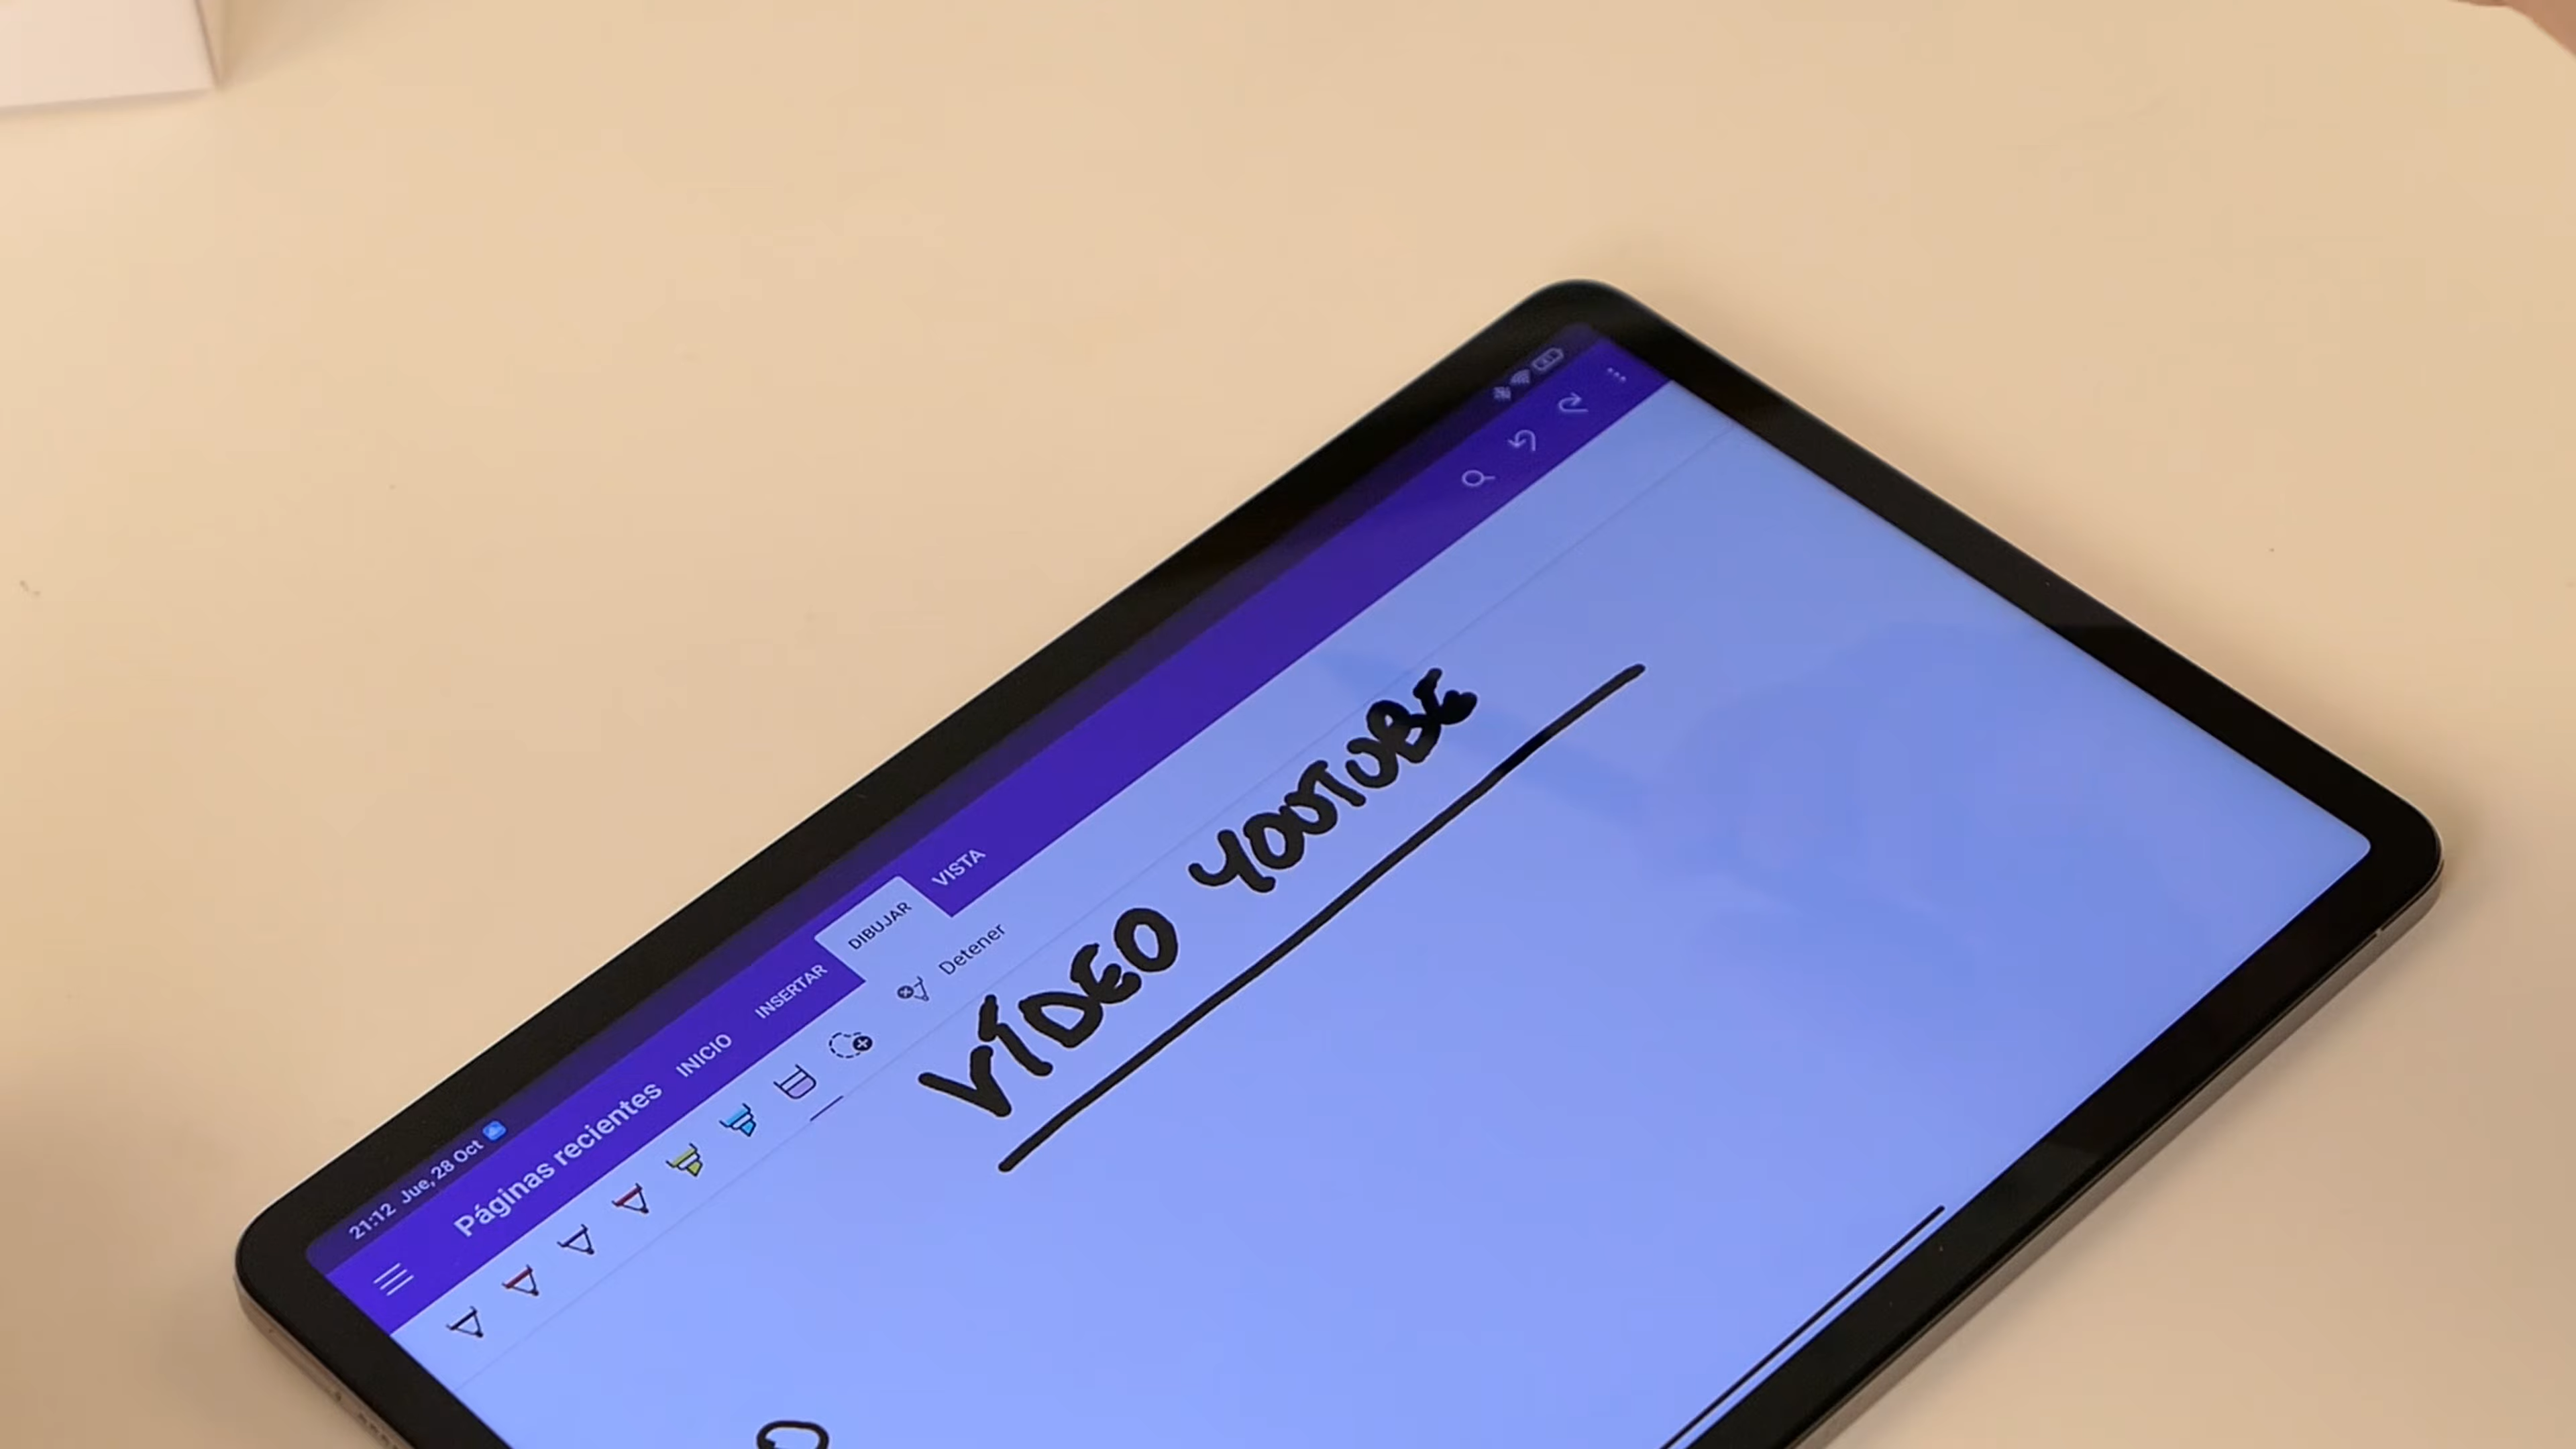 21:12 Jue, 28 Oct
Páginas recientes INICIO INSERTAR DIBUJAR VISTA
Detener
VÍDEO YOUTUBE